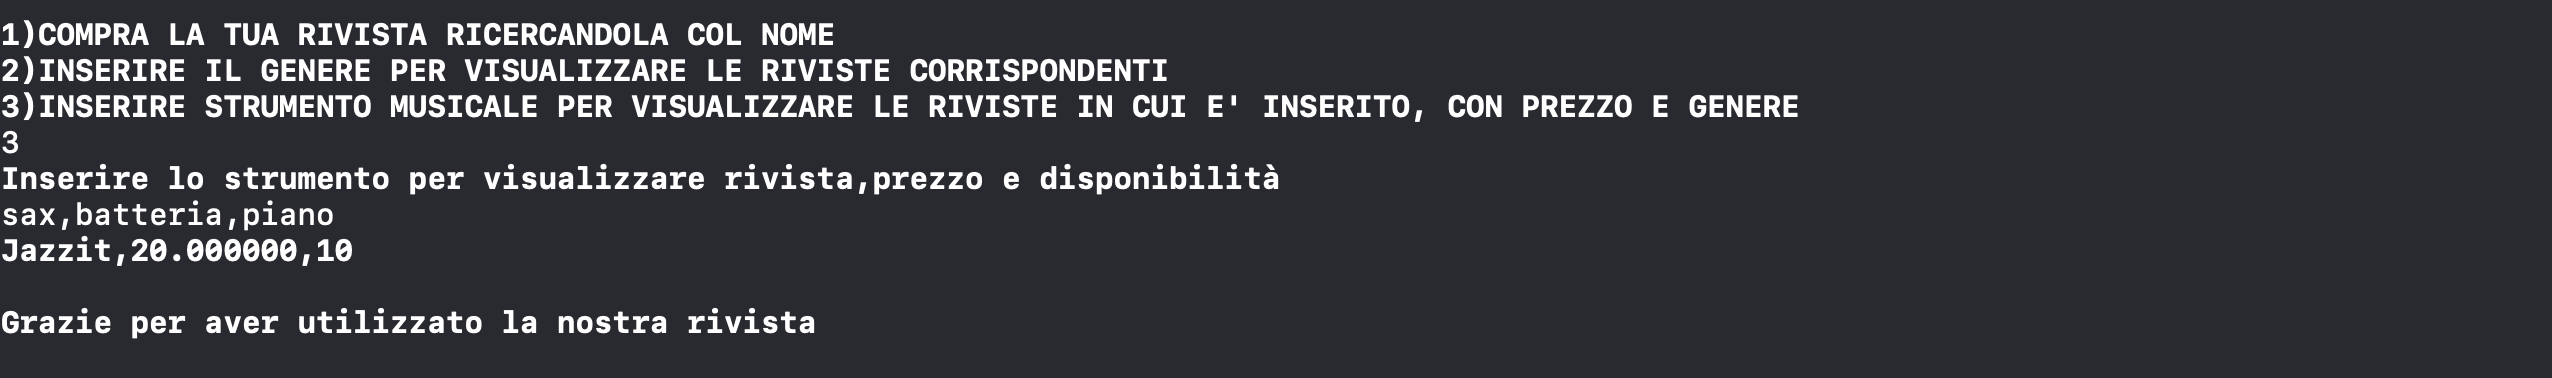 1)COMPRA LA TUA RIVISTA RICERCANDOLA COL NOME
2)INSERIRE IL GENERE PER VISUALIZZARE LE RIVISTE CORRISPONDENTI
3)INSERIRE STRUMENTO MUSICALE PER VISUALIZZARE LE RIVISTE IN CUI E' INSERITO, CON PREZZO E GENERE
3
Inserire lo strumento per visualizzare rivista,prezzo e disponibilità
sax,batteria,piano
Jazzit,20.000000,10
Grazie per aver utilizzato la nostra rivista